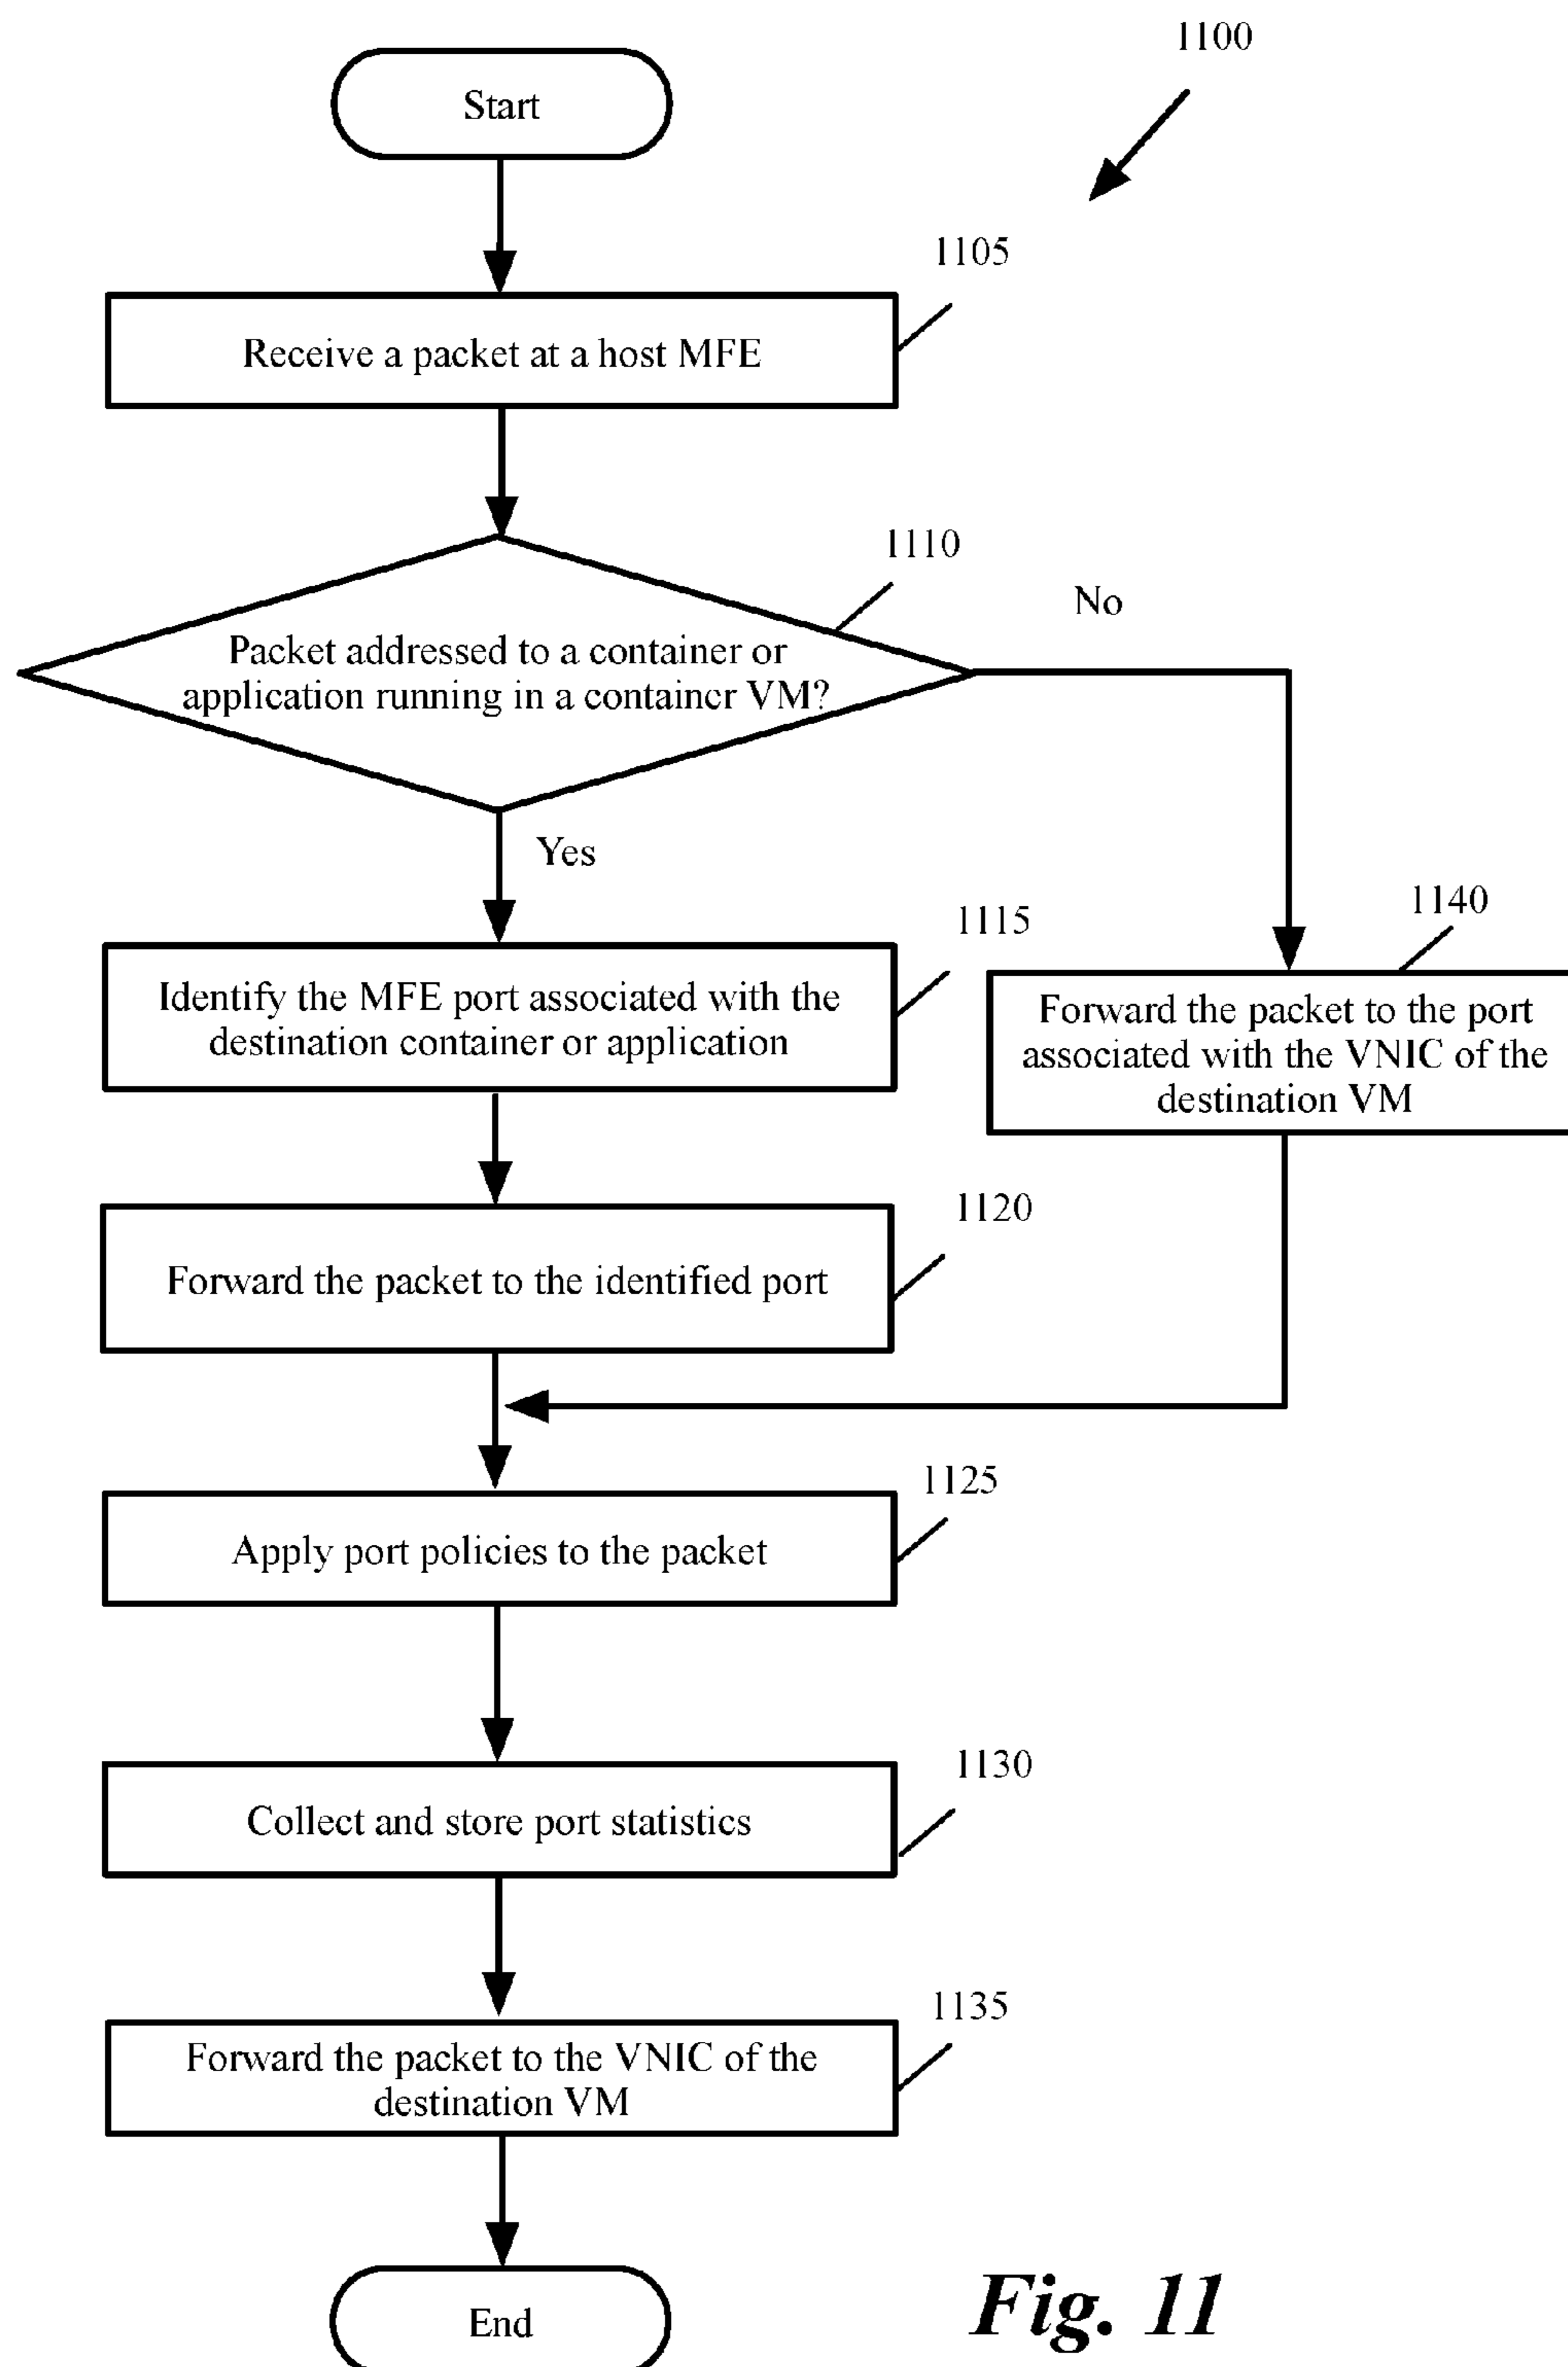 1100
Start
1105
Receive a packet at a host MFE
1110
No
Packet addressed to a container or
application running in a container VM?
Yes
1115
Identify the MFE port associated with the
destination container or application
1140
Forward the packet to the port
associated with the VNIC of the
destination VM
1120
Forward the packet to the identified port
1125
Apply port policies to the packet
1130
Collect and store port statistics
1135
Forward the packet to the VNIC of the
destination VM
End
Fig. 11